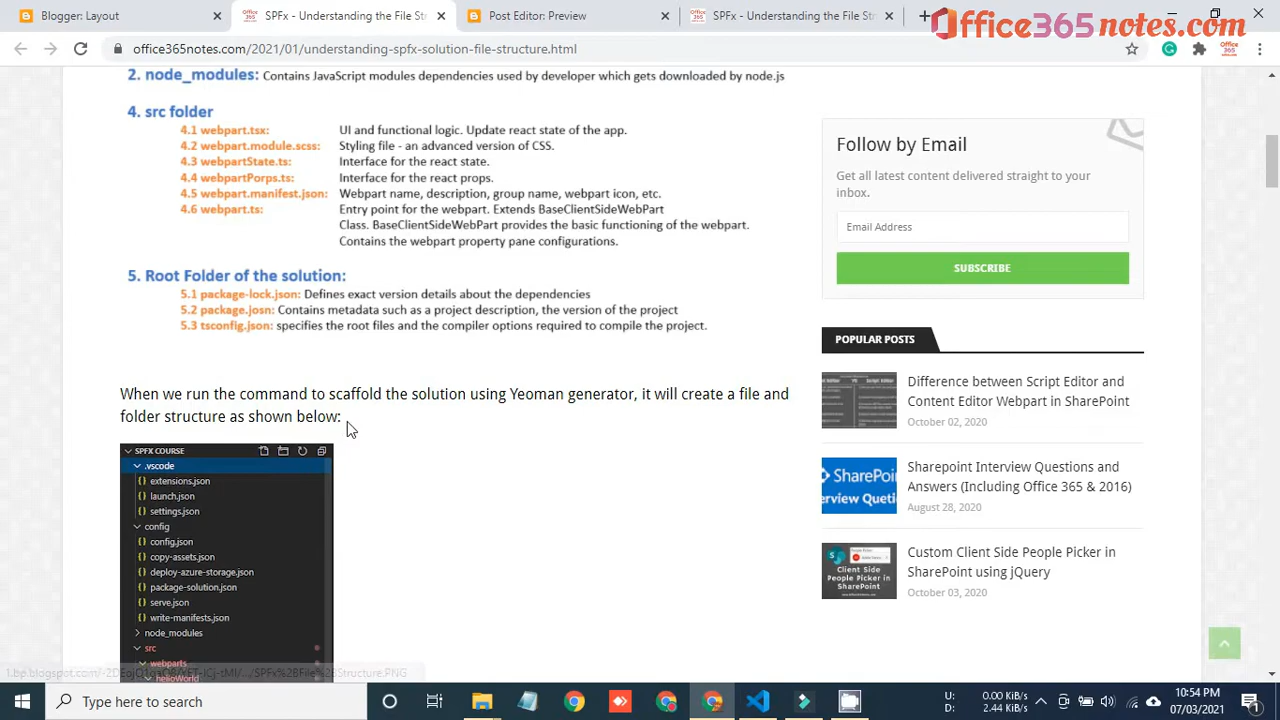 Blogger: Layout
SPFx - Understanding the File St
Post Editor: Preview
SPFx - Understanding the File St
Office365notes.com
office365notes.com/2021/01/understanding-spfx-solution-file-structure.html
2. node_modules: Contains JavaScript modules dependencies used by developer which gets downloaded by node.js
4. src folder
4.1 webpart.tsx: UI and functional logic. Update react state of the app.
4.2 webpart.module.scss: Styling file - an advanced version of CSS.
4.3 webpartState.ts: Interface for the react state.
4.4 webpartPorps.ts: Interface for the react props.
4.5 webpart.manifest.json: Webpart name, description, group name, webpart icon, etc.
4.6 webpart.ts: Entry point for the webpart. Extends BaseClientSideWebPart
Class. BaseClientSideWebPart provides the basic functioning of the webpart.
Contains the webpart property pane configurations.
5. Root Folder of the solution:
5.1 package-lock.json: Defines exact version details about the dependencies
5.2 package.josn: Contains metadata such as a project description, the version of the project
5.3 tsconfig.json: specifies the root files and the compiler options required to compile the project.
When we run the command to scaffold the solution using Yeoman generator, it will create a file and
folder structure as shown below:
SPFX COURSE
.vscode
extensions.json
launch.json
settings.json
config
config.json
copy-assets.json
deploy-azure-storage.json
package-solution.json
serve.json
write-manifests.json
node_modules
src
webparts
helloWorld
Follow by Email
Get all latest content delivered straight to your
inbox.
Email Address
SUBSCRIBE
POPULAR POSTS
Difference between Script Editor and
Content Editor Webpart in SharePoint
October 02, 2020
Sharepoint Interview Questions and
Answers (Including Office 365 & 2016)
August 28, 2020
Custom Client Side People Picker in
SharePoint using jQuery
October 03, 2020
SharePoint
Client Side
People Picker in
SharePoint
Type here to search
U: 0.00 KiB/s
D: 2.44 KiB/s
10:54 PM
07/03/2021